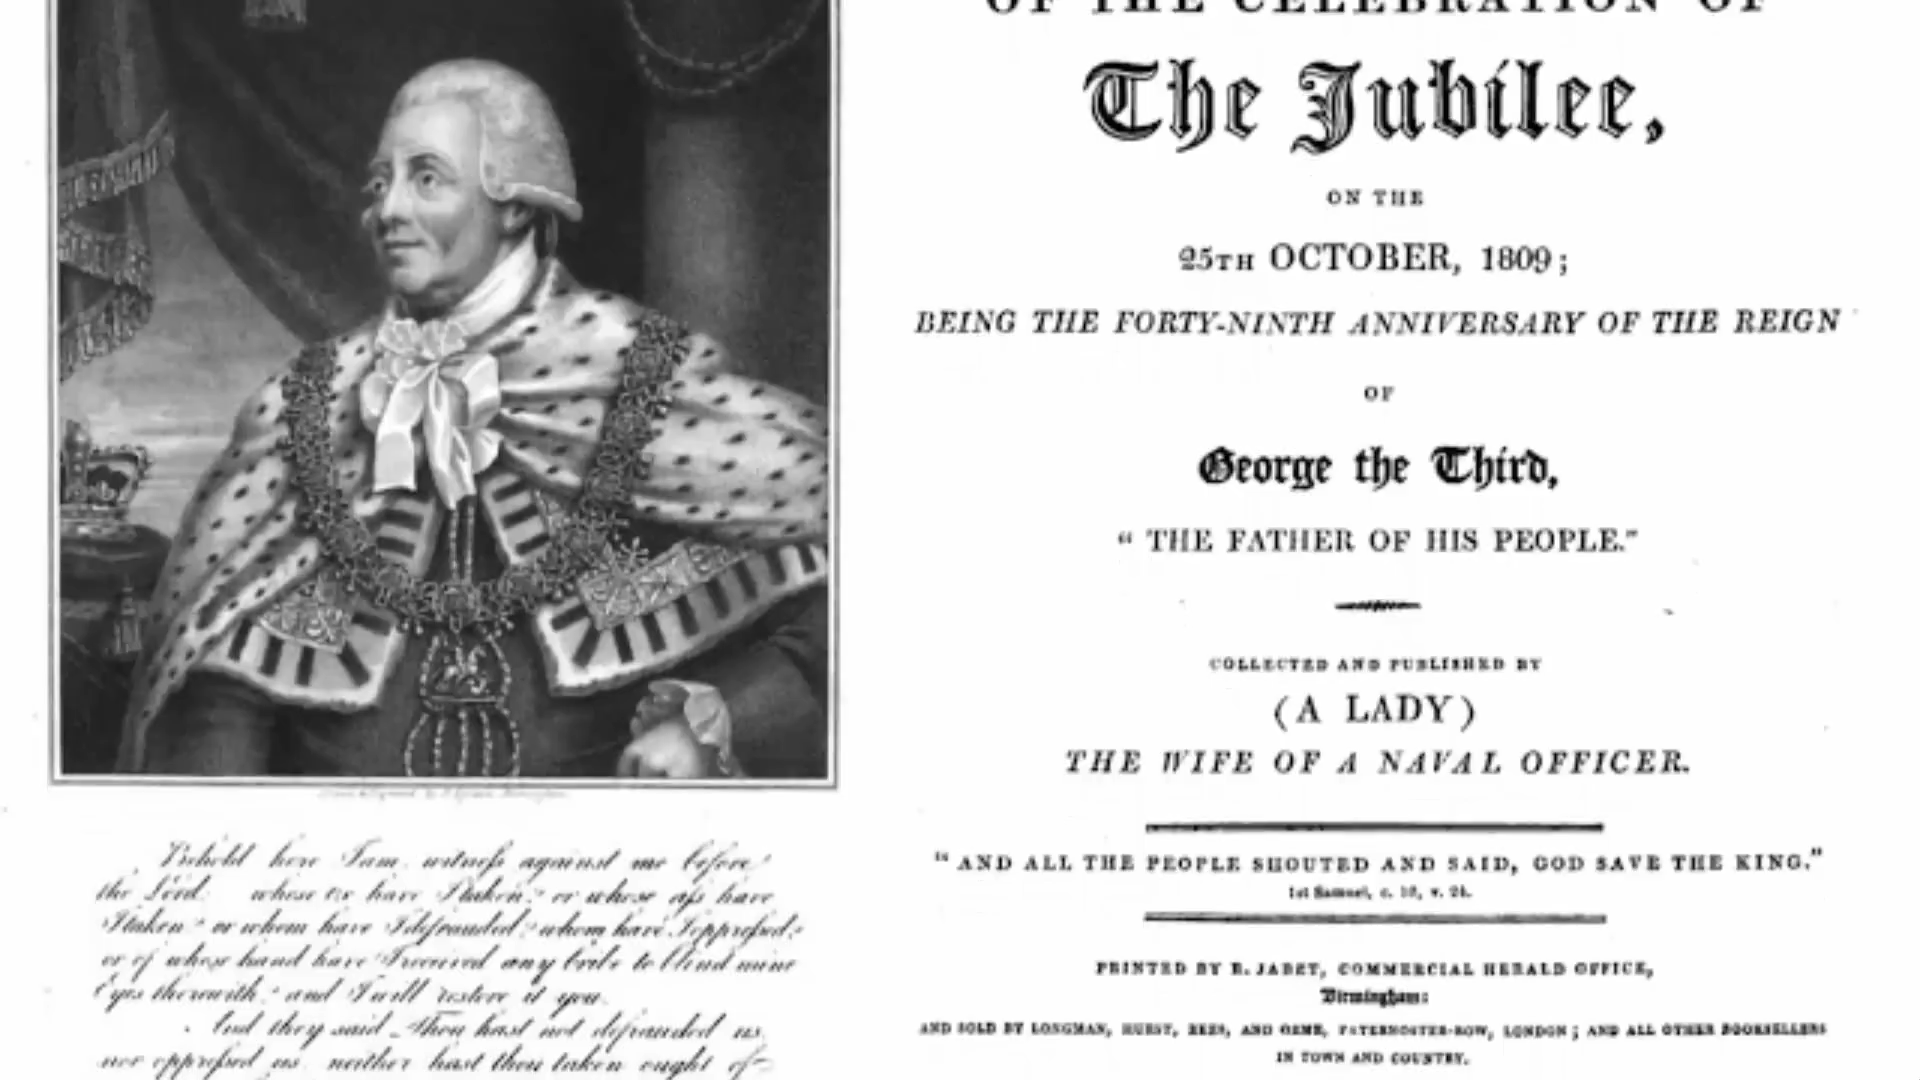 OF THE CELEBRATION OF
The Jubilee,
ON THE
25TH OCTOBER, 1809;
BEING THE FORTY-NINTH ANNIVERSARY OF THE REIGN
OF
George the Third,
"THE FATHER OF HIS PEOPLE."
COLLECTED AND PUBLISHED BY
(A LADY)
THE WIFE OF A NAVAL OFFICER.
"AND ALL THE PEOPLE SHOUTED AND SAID, GOD SAVE THE KING."
1st Samuel, c. 10, v. 24.
PRINTED BY R. JABET, COMMERCIAL HERALD OFFICE,
Birmingham:
AND SOLD BY LONGMAN, HURST, REES, AND ORME, PATERNOSTER-ROW, LONDON; AND ALL OTHER BOOKSELLERS
IN TOWN AND COUNTRY.
Behold here I am, witness against me before
the Lord: whose ox have I taken? or whose ass have
I taken? or whom have I defrauded? whom have I oppressed?
or of whose hand have I received any bribe to blind mine
Eyes therewith? and I will restore it you.
And they said Thou hast not defrauded us,
nor oppressed us, neither hast thou taken ought of